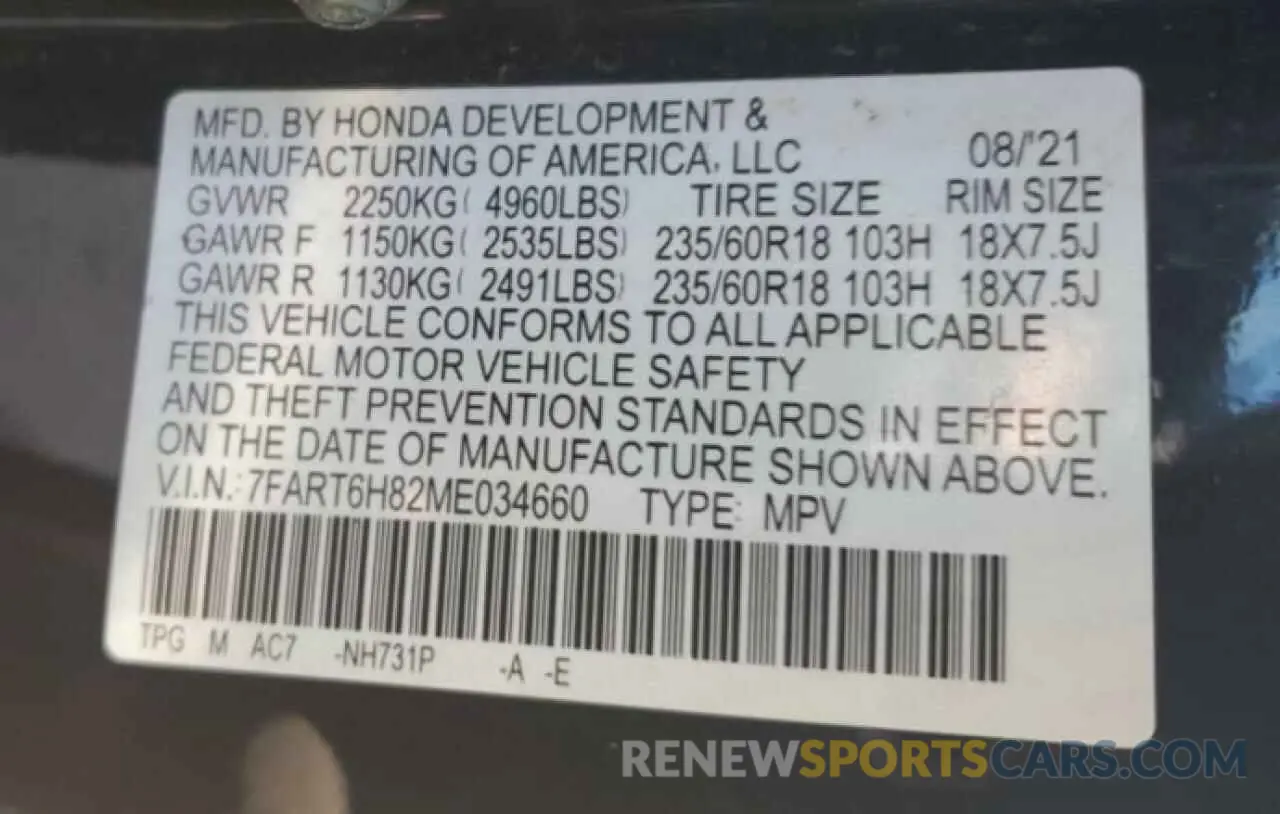 MFD. BY HONDA DEVELOPMENT &
MANUFACTURING OF AMERICA, LLC 08/'21
GVWR 2250KG( 4960LBS) TIRE SIZE RIM SIZE
GAWR F 1150KG( 2535LBS) 235/60R18 103H 18X7.5J
GAWR R 1130KG( 2491LBS) 235/60R18 103H 18X7.5J
THIS VEHICLE CONFORMS TO ALL APPLICABLE
FEDERAL MOTOR VEHICLE SAFETY
AND THEFT PREVENTION STANDARDS IN EFFECT
ON THE DATE OF MANUFACTURE SHOWN ABOVE.
V.I.N.: 7FART6H82ME034660 TYPE: MPV
TPG M AC7 -NH731P -A -E
RENEWSPORTSCARS.COM